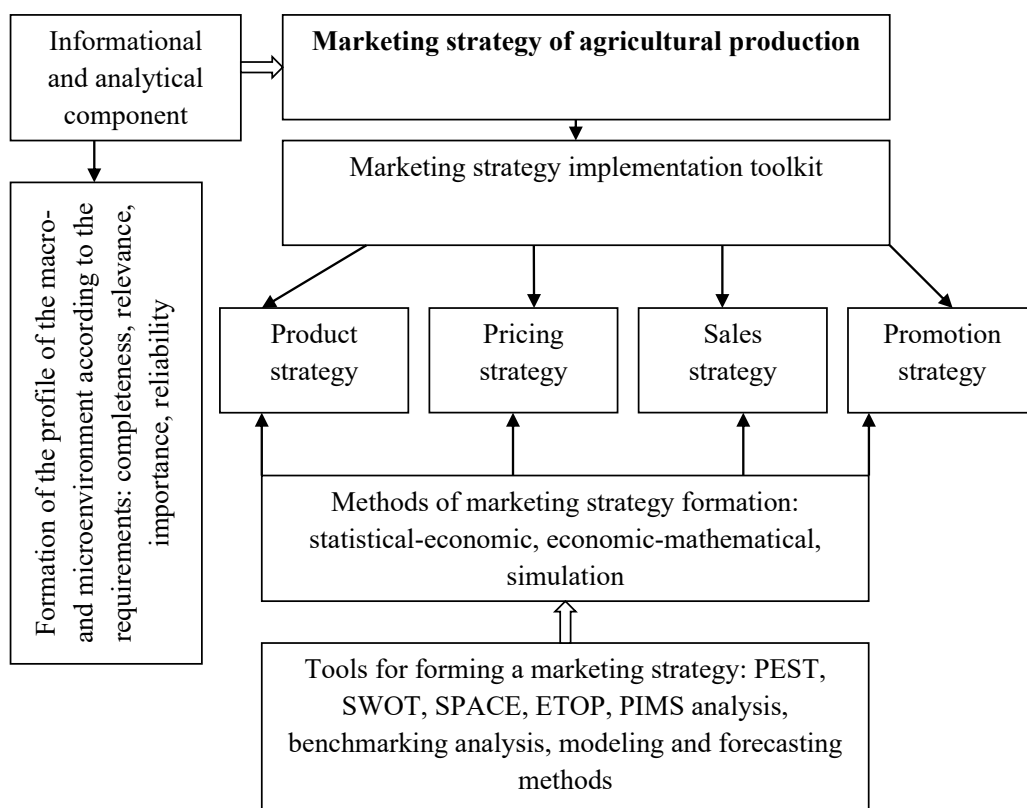 Informational
and analytical
component
Marketing strategy of agricultural production
Marketing strategy implementation toolkit
Formation of the profile of the macro-
and microenvironment according to the
requirements: completeness, relevance,
importance, reliability
Product
strategy
Pricing
strategy
Sales
strategy
Promotion
strategy
Methods of marketing strategy formation:
statistical-economic, economic-mathematical,
simulation
Tools for forming a marketing strategy: PEST,
SWOT, SPACE, ETOP, PIMS analysis,
benchmarking analysis, modeling and forecasting
methods